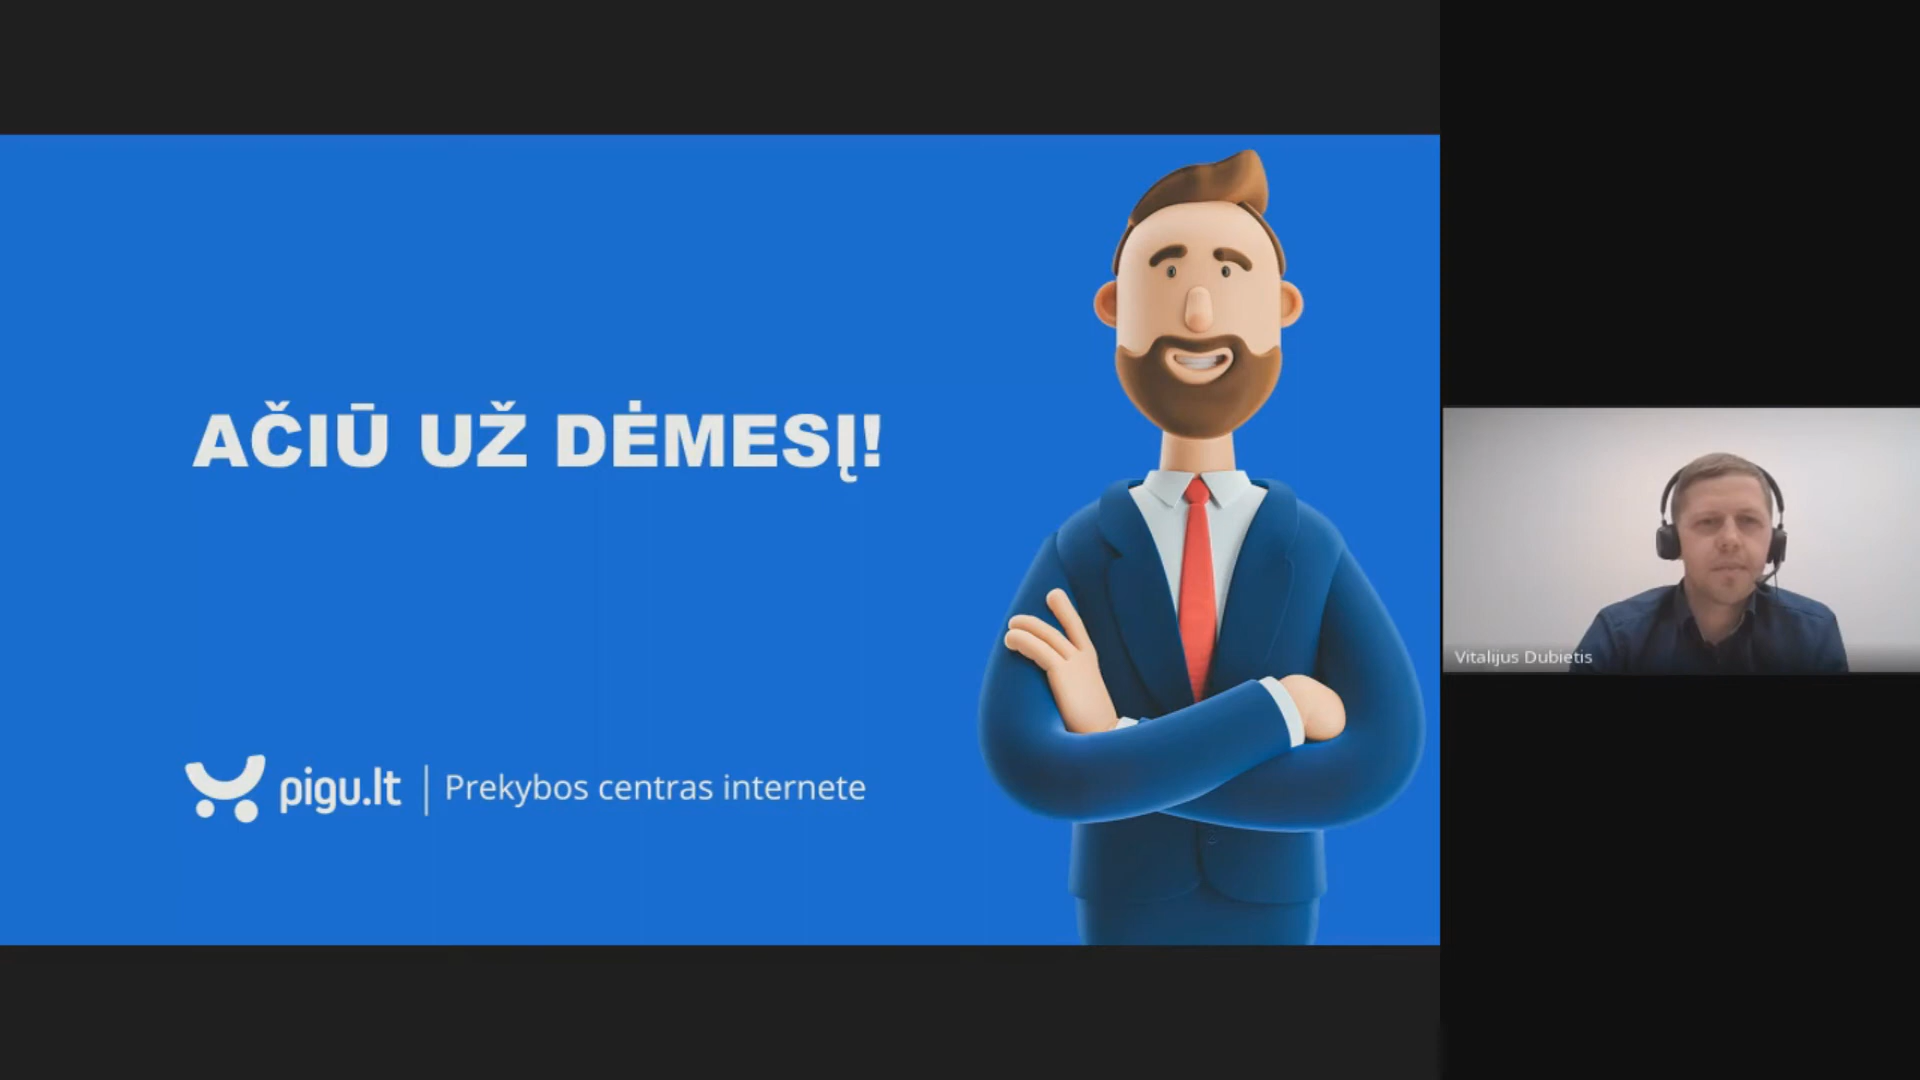 AČIŪ UŽ DĖMESĮ!
pigu.lt | Prekybos centras internete
Vitalijus Dubietis